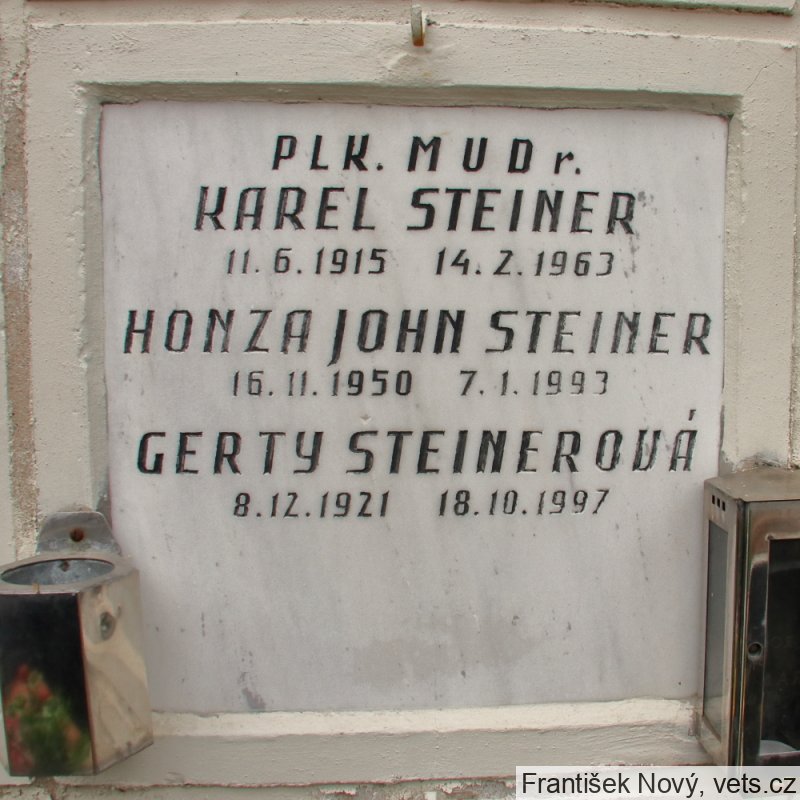 PLK. MUDr.
KAREL STEINER
11. 6. 1915 14. 2. 1963
HONZA JOHN STEINER
16. 11. 1950 7. 1. 1993
GERTY STEINEROVÁ
8. 12. 1921 18. 10. 1997
František Nový, vets.cz